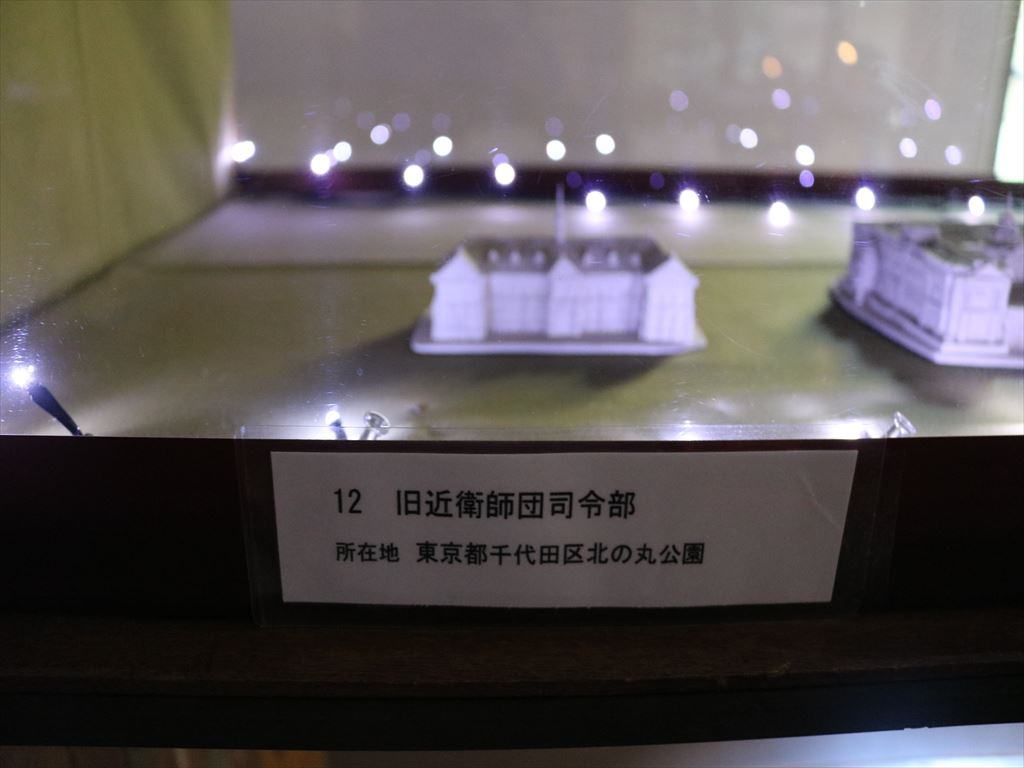 12 旧近衛師団司令部
所在地 東京都千代田区北の丸公園